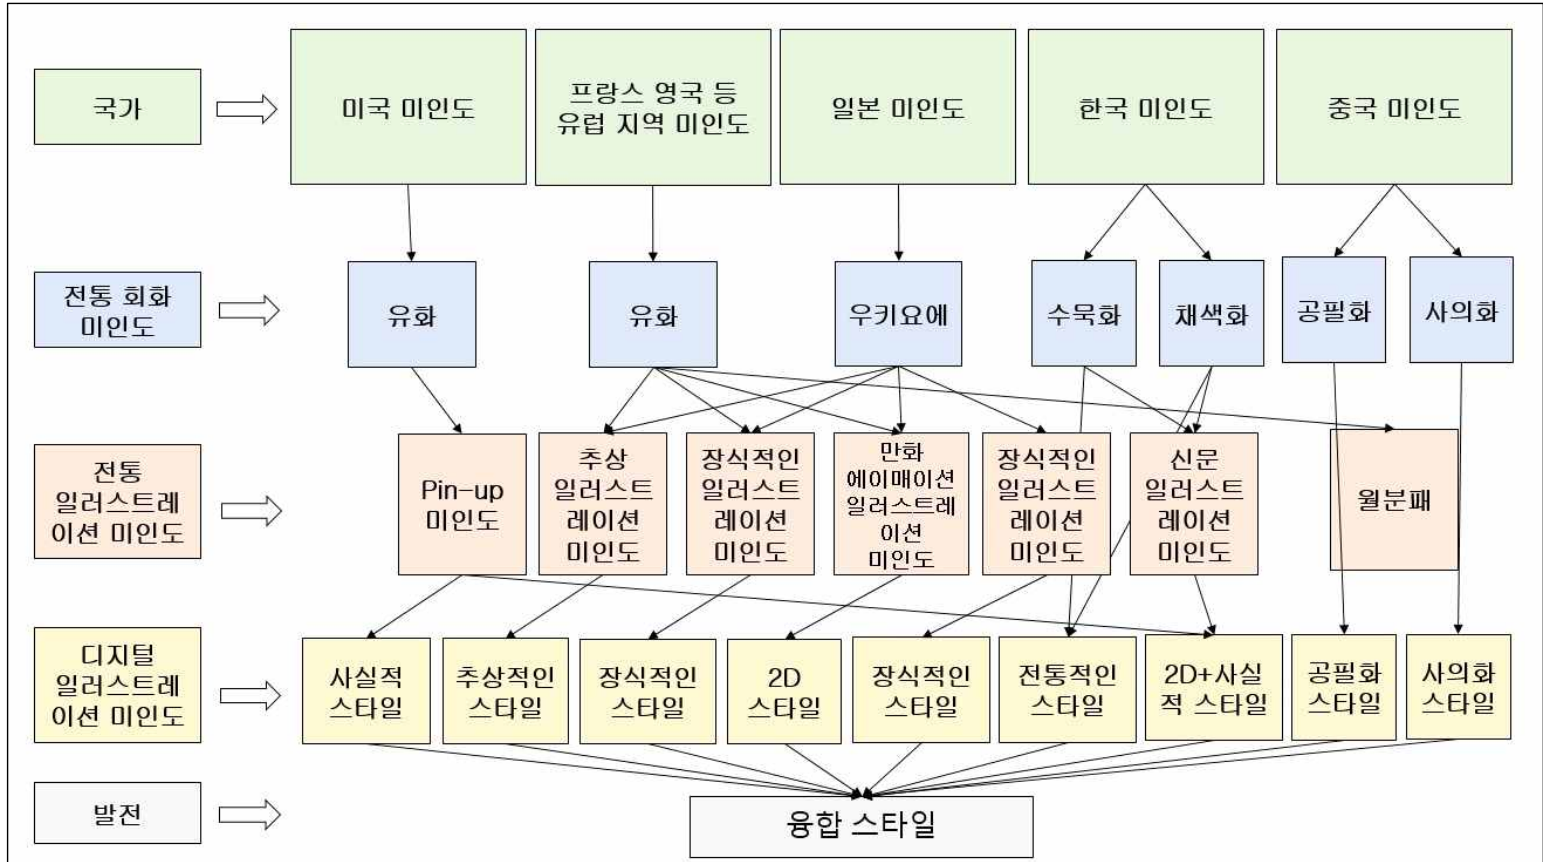 국가
미국 미인도
프랑스 영국 등
유럽 지역 미인도
일본 미인도
한국 미인도
중국 미인도
전통 회화
미인도
유화
유화
우키요에
수묵화
채색화
공필화
사의화
전통
일러스트레
이션 미인도
Pin-up
미인도
추상
일러스트
레이션
미인도
장식적인
일러스트
레이션
미인도
만화
에이매이션
일러스트레
이션
미인도
장식적인
일러스트
레이션
미인도
신문
일러스트
레이션
미인도
월분패
디지털
일러스트레
이션 미인도
사실적
스타일
추상적인
스타일
장식적인
스타일
2D
스타일
장식적인
스타일
전통적인
스타일
2D+사실
적 스타일
공필화
스타일
사의화
스타일
발전
융합 스타일